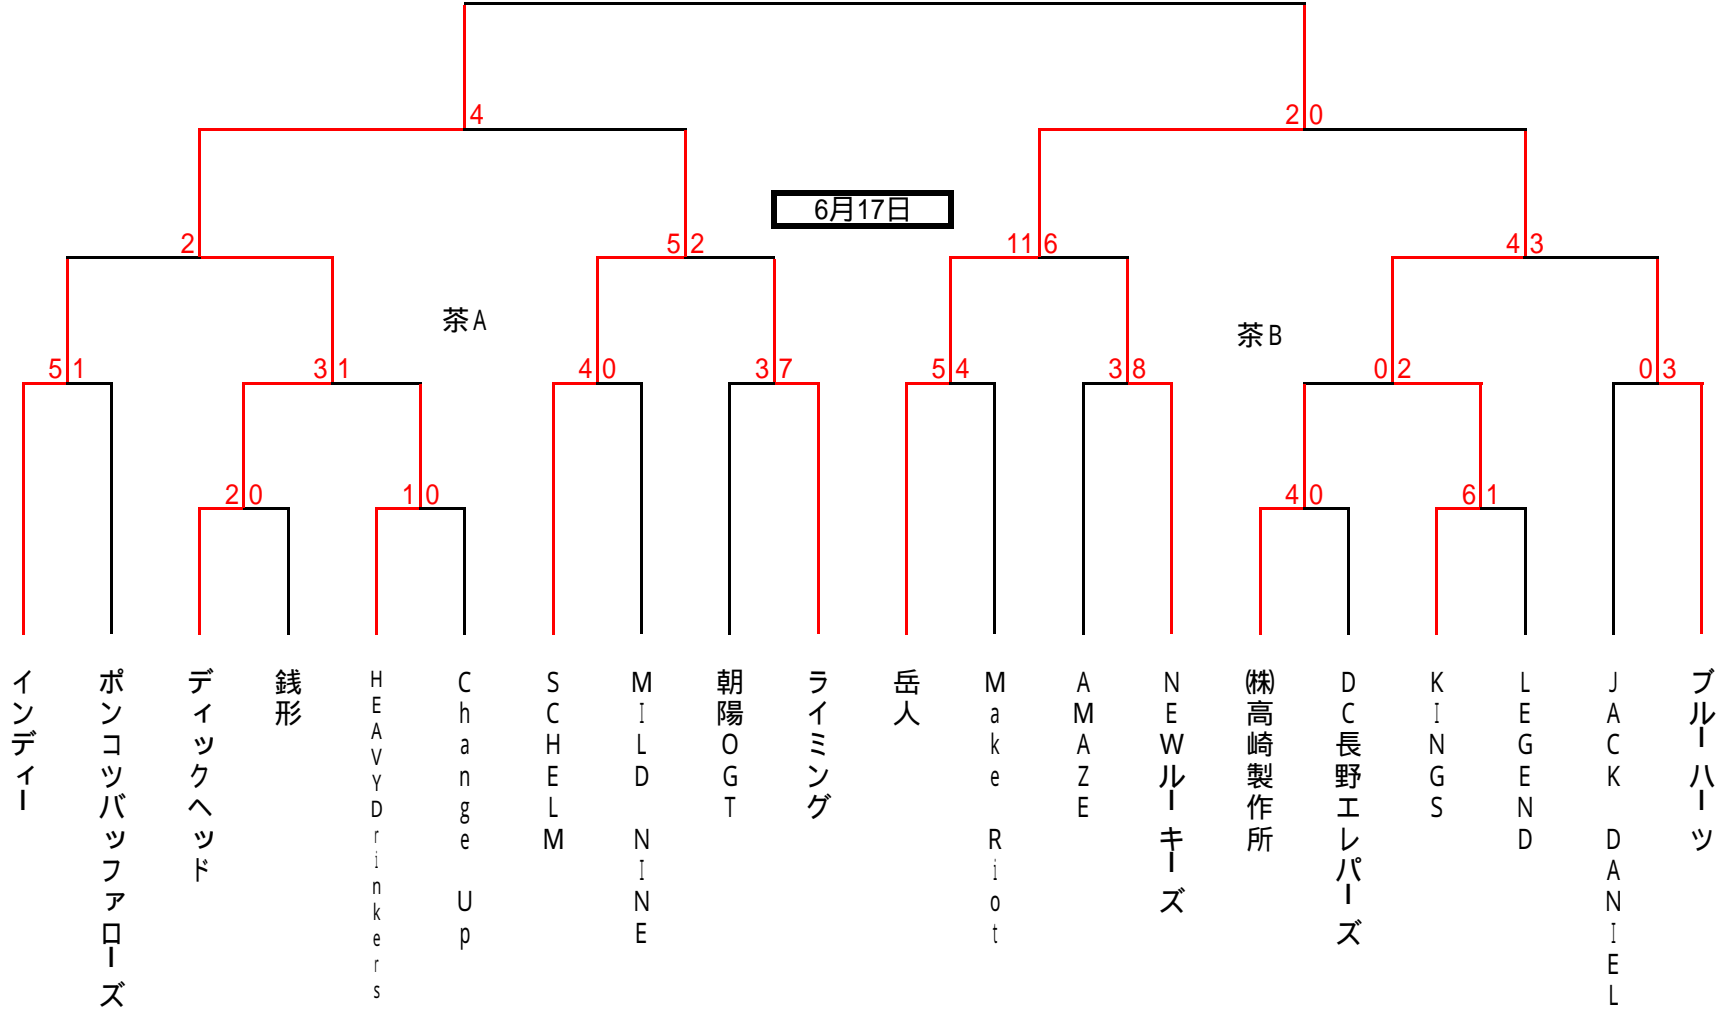 4
2 0
6月17日
2
5 2
11 6
4 3
茶A
茶B
5 1
3 1
4 0
3 7
5 4
3 8
0 2
0 3
2 0
1 0
4 0
6 1
インディー
ポンコツバッファローズ
ディックヘッド
銭形
HEAVYDrinkers
Change Up
SCHELM
MILD NINE
朝陽OGT
ライミング
岳人
Make Riot
AMAZE
NEWルーキーズ
㈱高崎製作所
DC長野エレパーズ
KINGS
LEGEND
JACK DANIEL
ブルーハーツ